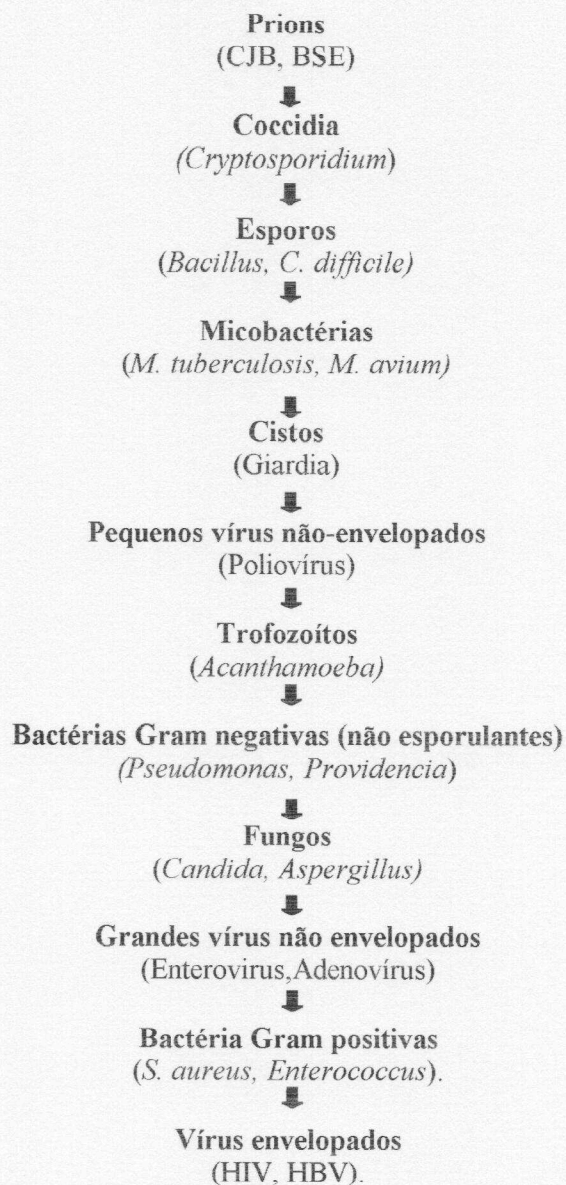 Prions
(CJB, BSE)
Coccidia
(Cryptosporidium)
Esporos
(Bacillus, C. difficile)
Micobactérias
(M. tuberculosis, M. avium)
Cistos
(Giardia)
Pequenos vírus não-envelopados
(Poliovírus)
Trofozoítos
(Acanthamoeba)
Bactérias Gram negativas (não esporulantes)
(Pseudomonas, Providencia)
Fungos
(Candida, Aspergillus)
Grandes vírus não envelopados
(Enterovirus,Adenovírus)
Bactéria Gram positivas
(S. aureus, Enterococcus).
Vírus envelopados
(HIV, HBV).